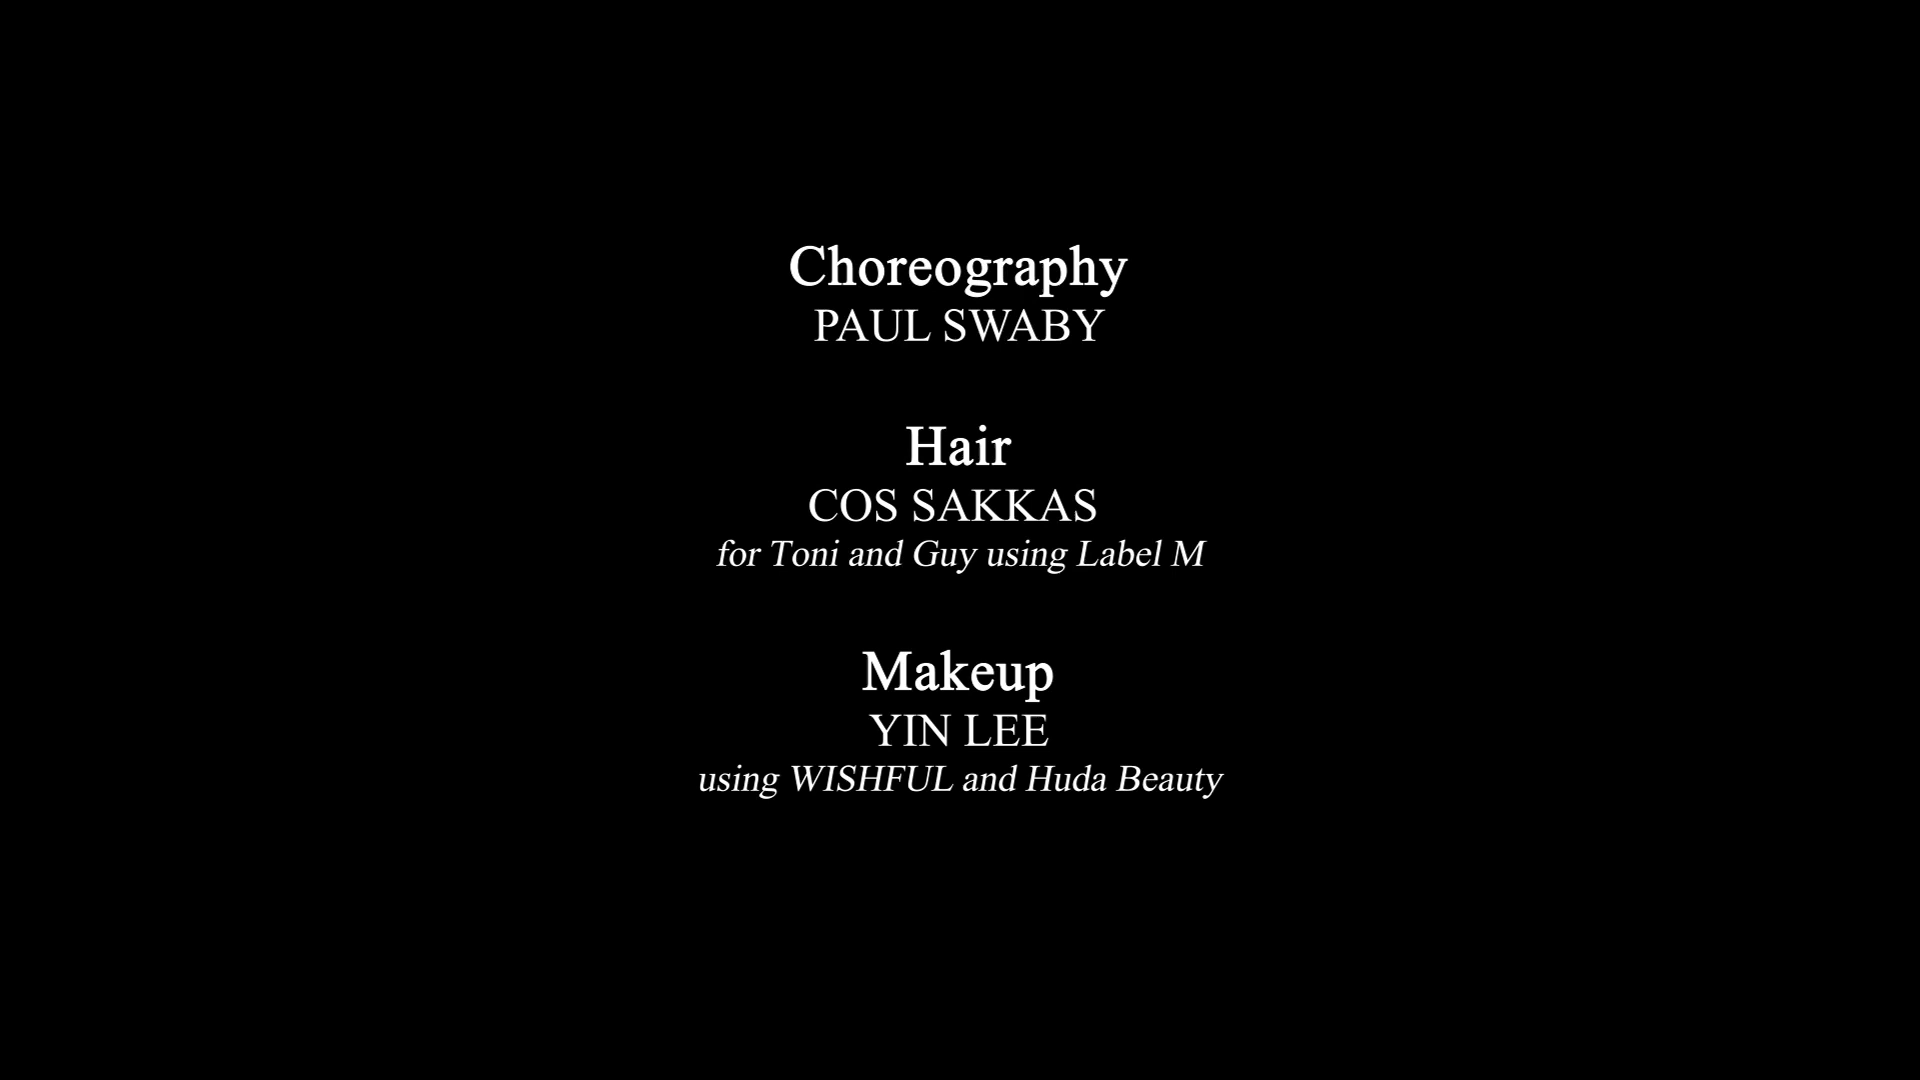 Choreography
PAUL SWABY
Hair
COS SAKKAS
for Toni and Guy using Label M
Makeup
YIN LEE
using WISHFUL and Huda Beauty